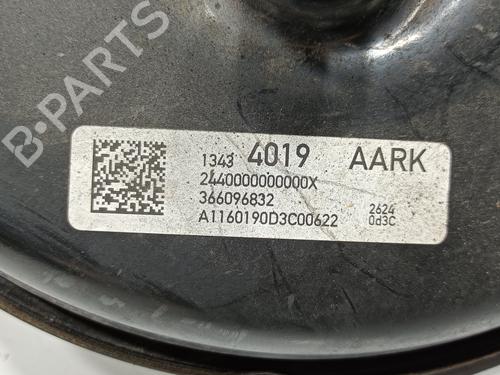 B-PARTS
1343 4019 AARK
2440000000000X
366096832
A1160190D3C00622
2624
0d3C